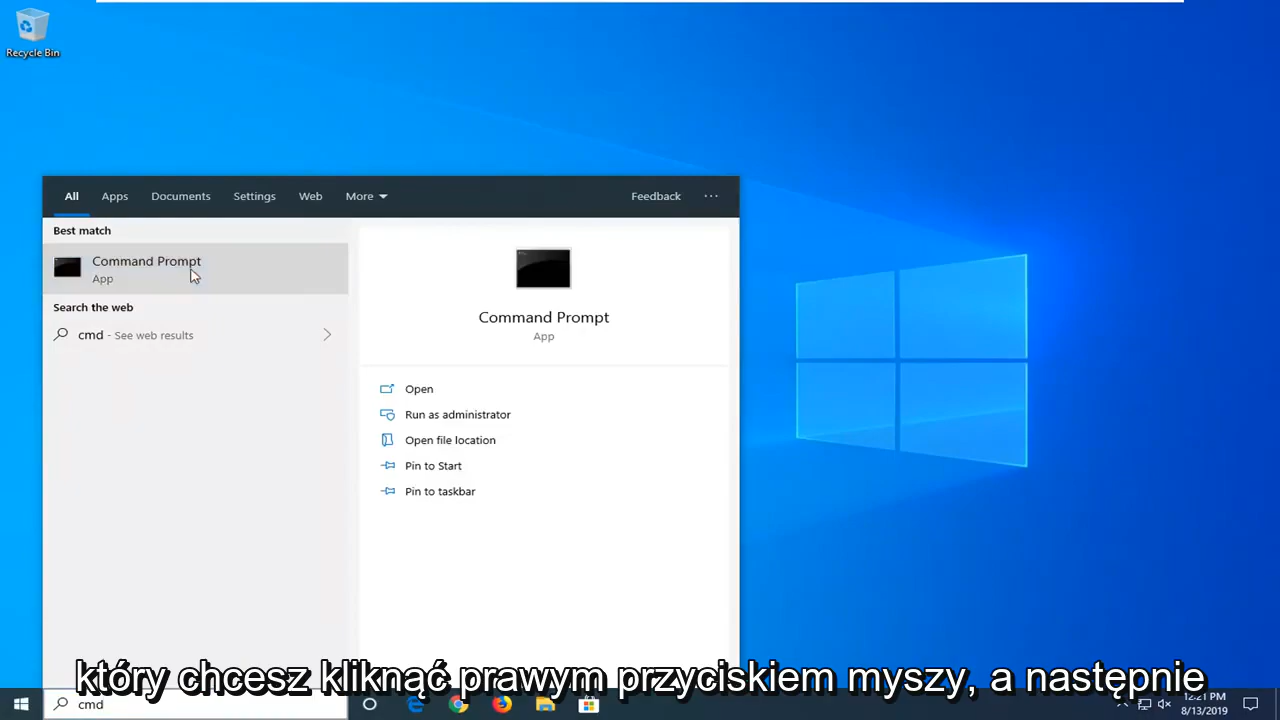 Recycle Bin
All Apps Documents Settings Web More Feedback ...
Best match
Command Prompt
App
Search the web
cmd - See web results
Command Prompt
App
Open
Run as administrator
Open file location
Pin to Start
Pin to taskbar
który chcesz kliknąć prawym przyciskiem myszy, a następnie
cmd
12:21 PM
8/13/2019